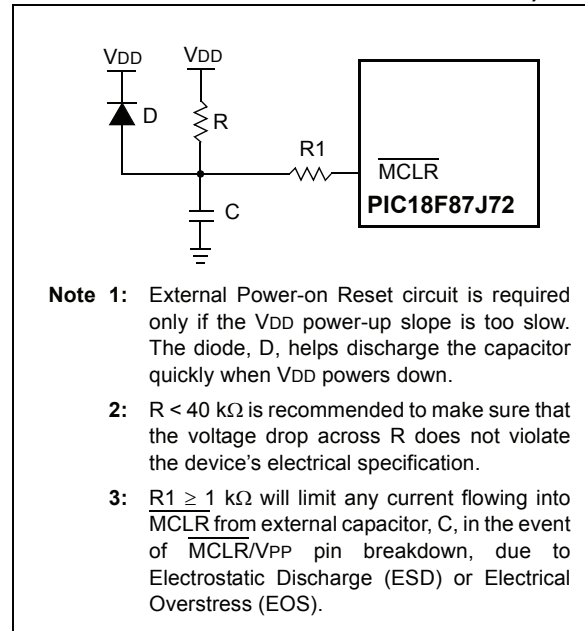 VDD VDD
D
R
R1
MCLR
PIC18F87J72
C
Note 1: External Power-on Reset circuit is required
only if the VDD power-up slope is too slow.
The diode, D, helps discharge the capacitor
quickly when VDD powers down.
2: R < 40 kΩ is recommended to make sure that
the voltage drop across R does not violate
the device's electrical specification.
3: R1 ≥ 1 kΩ will limit any current flowing into
MCLR from external capacitor, C, in the event
of MCLR/VPP pin breakdown, due to
Electrostatic Discharge (ESD) or Electrical
Overstress (EOS).